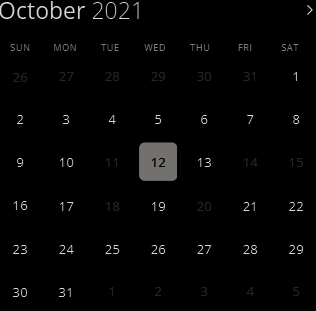 October 2021
SUN MON TUE WED THU FRI SAT
26 27 28 29 30 31 1
2 3 4 5 6 7 8
9 10 11 12 13 14 15
16 17 18 19 20 21 22
23 24 25 26 27 28 29
30 31 1 2 3 4 5